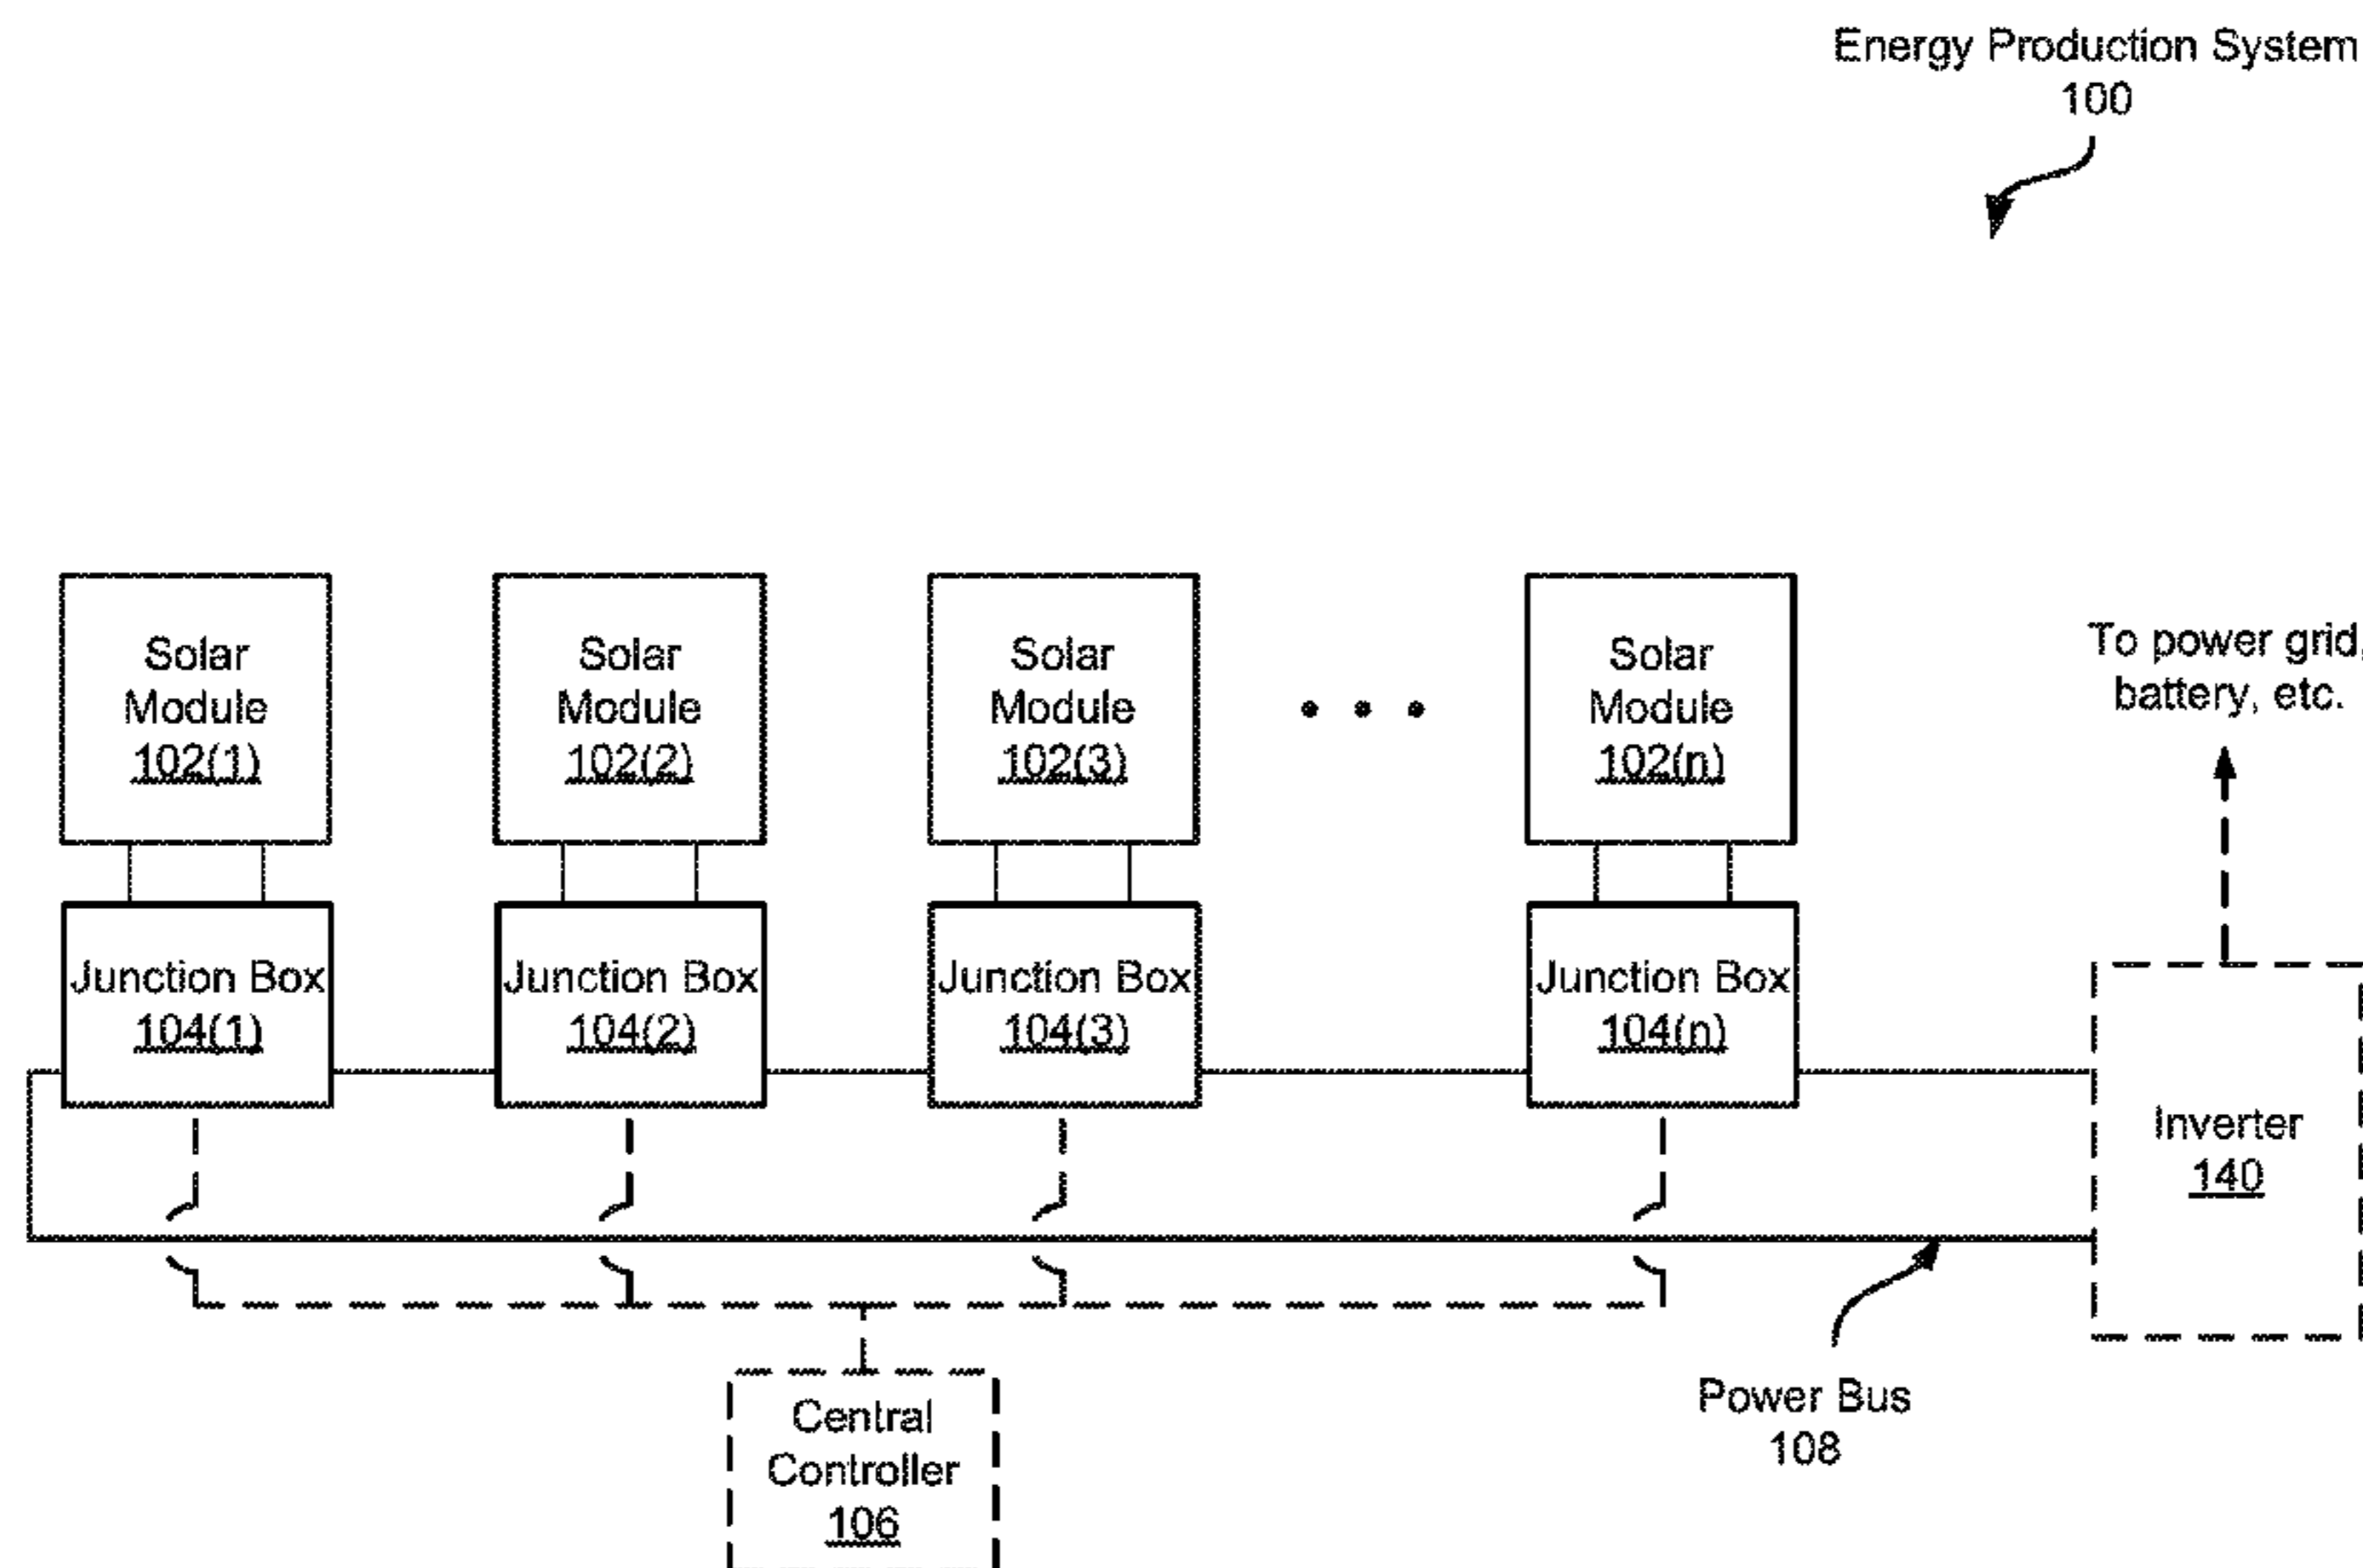 Energy Production System
100
Solar
Module
102(1)
Solar
Module
102(2)
Solar
Module
102(3)
Solar
Module
102(n)
To power grid,
battery, etc.
Junction Box
104(1)
Junction Box
104(2)
Junction Box
104(3)
Junction Box
104(n)
Inverter
140
Power Bus
108
Central
Controller
106